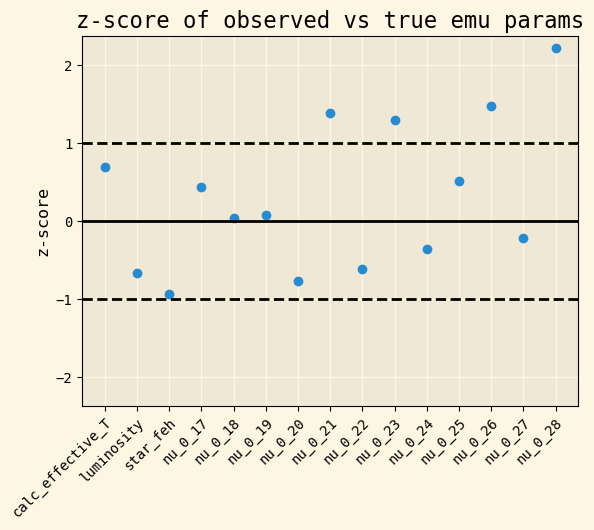 z-score of observed vs true emu params
z-score
2
1
0
−1
−2
calc_effective_T
luminosity
star_feh
nu_0_17
nu_0_18
nu_0_19
nu_0_20
nu_0_21
nu_0_22
nu_0_23
nu_0_24
nu_0_25
nu_0_26
nu_0_27
nu_0_28